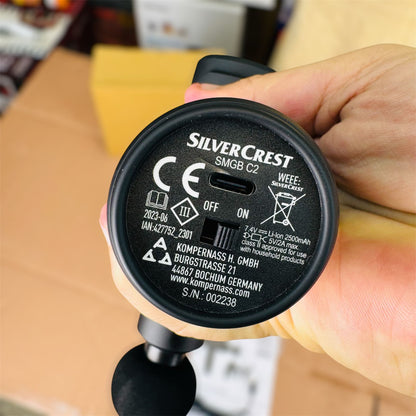 SILVERCREST
SMGB C2
CE
WEEE:
SILVERCREST
2023-06
III
IAN:427752_2301
OFF
ON
7.4V Li-Ion 2500mAh
5V/2A max.
class II approved for use
with household products
KOMPERNASS H. GMBH
BURGSTRASSE 21
44867 BOCHUM GERMANY
www.kompernass.com
S./N.: 002238